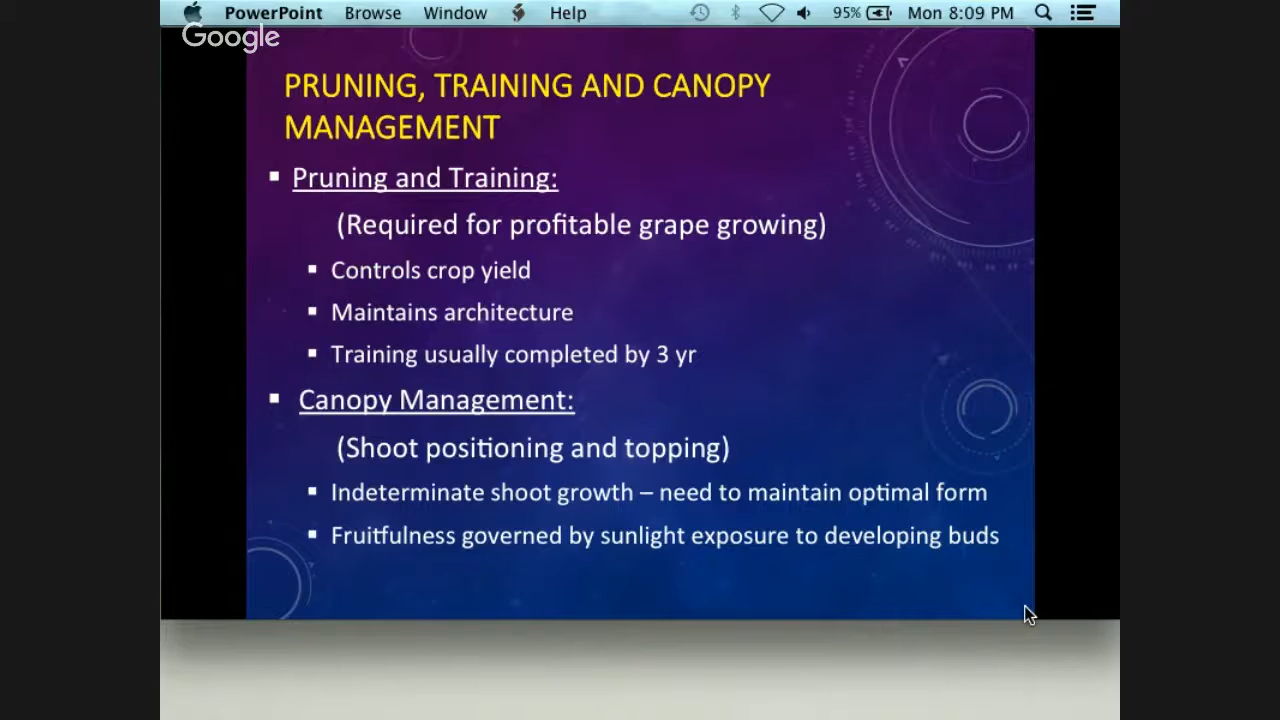 PowerPoint Browse Window Help 95% Mon 8:09 PM
Google
PRUNING, TRAINING AND CANOPY
MANAGEMENT
Pruning and Training:
(Required for profitable grape growing)
Controls crop yield
Maintains architecture
Training usually completed by 3 yr
Canopy Management:
(Shoot positioning and topping)
Indeterminate shoot growth – need to maintain optimal form
Fruitfulness governed by sunlight exposure to developing buds